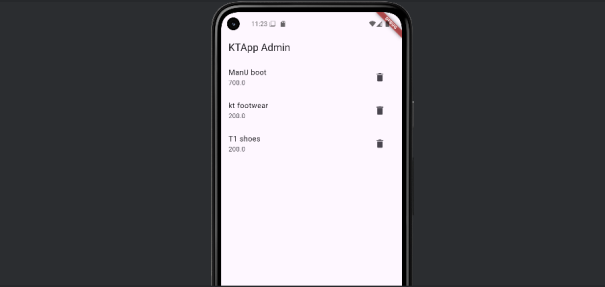 11:23
KTApp Admin
ManU boot
700.0
kt footwear
200.0
T1 shoes
200.0